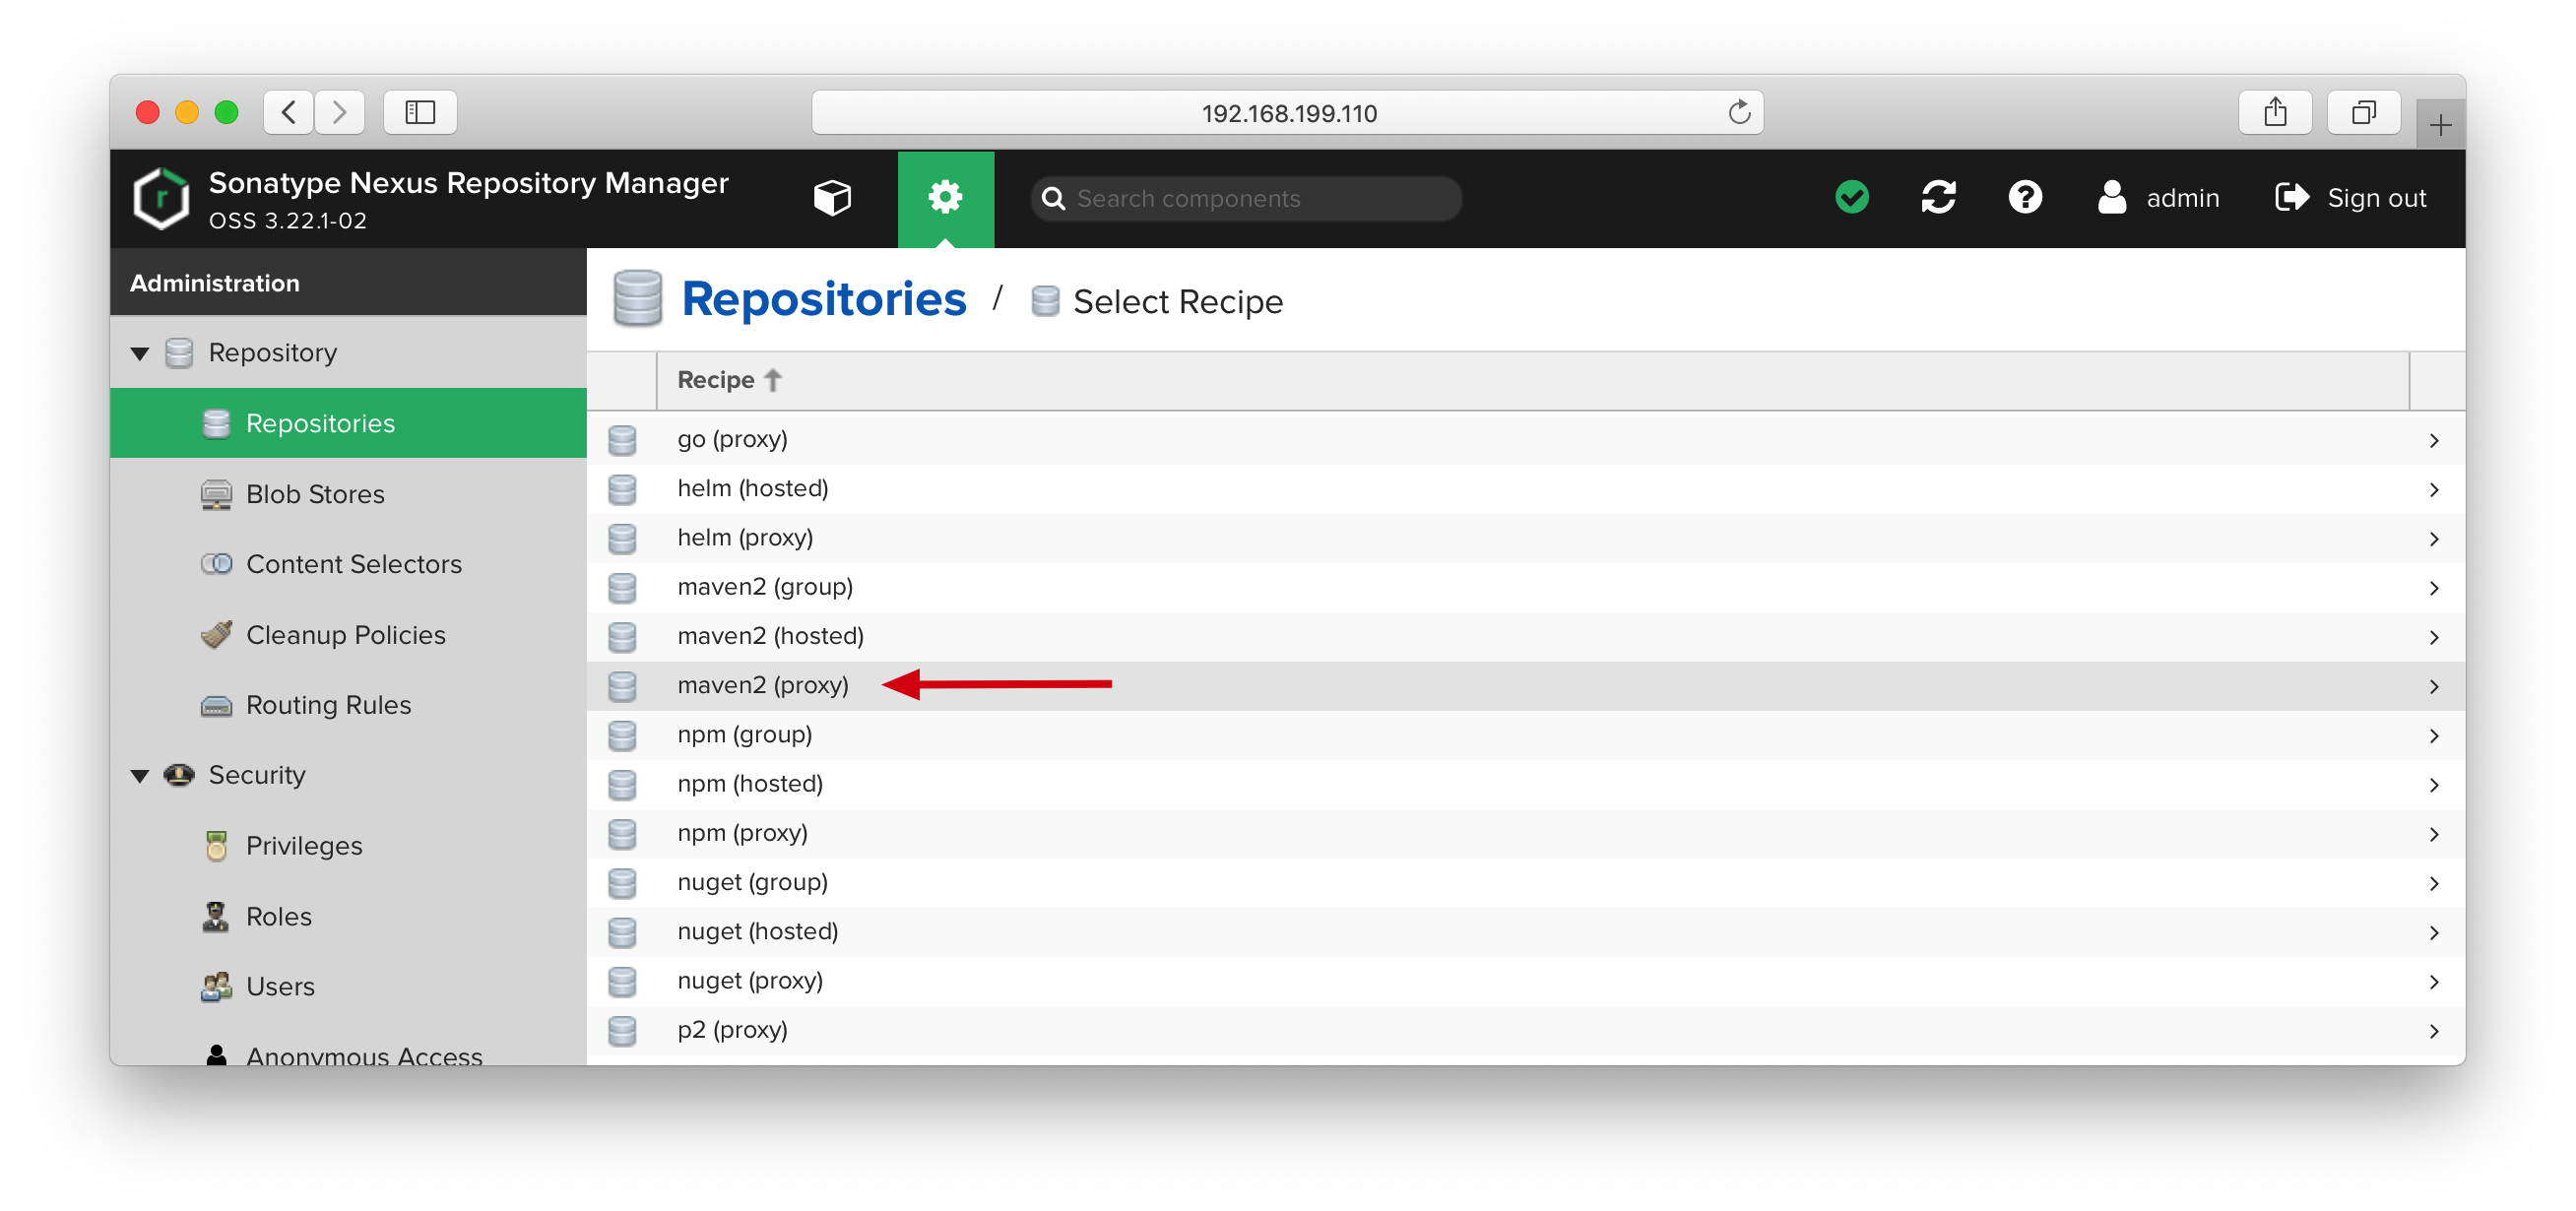 192.168.199.110
Sonatype Nexus Repository Manager
OSS 3.22.1-02
Search components
admin
Sign out
Administration
Repository
Repositories
Blob Stores
Content Selectors
Cleanup Policies
Routing Rules
Security
Privileges
Roles
Users
Anonymous Access
Repositories / Select Recipe
Recipe
go (proxy)
helm (hosted)
helm (proxy)
maven2 (group)
maven2 (hosted)
maven2 (proxy)
npm (group)
npm (hosted)
npm (proxy)
nuget (group)
nuget (hosted)
nuget (proxy)
p2 (proxy)